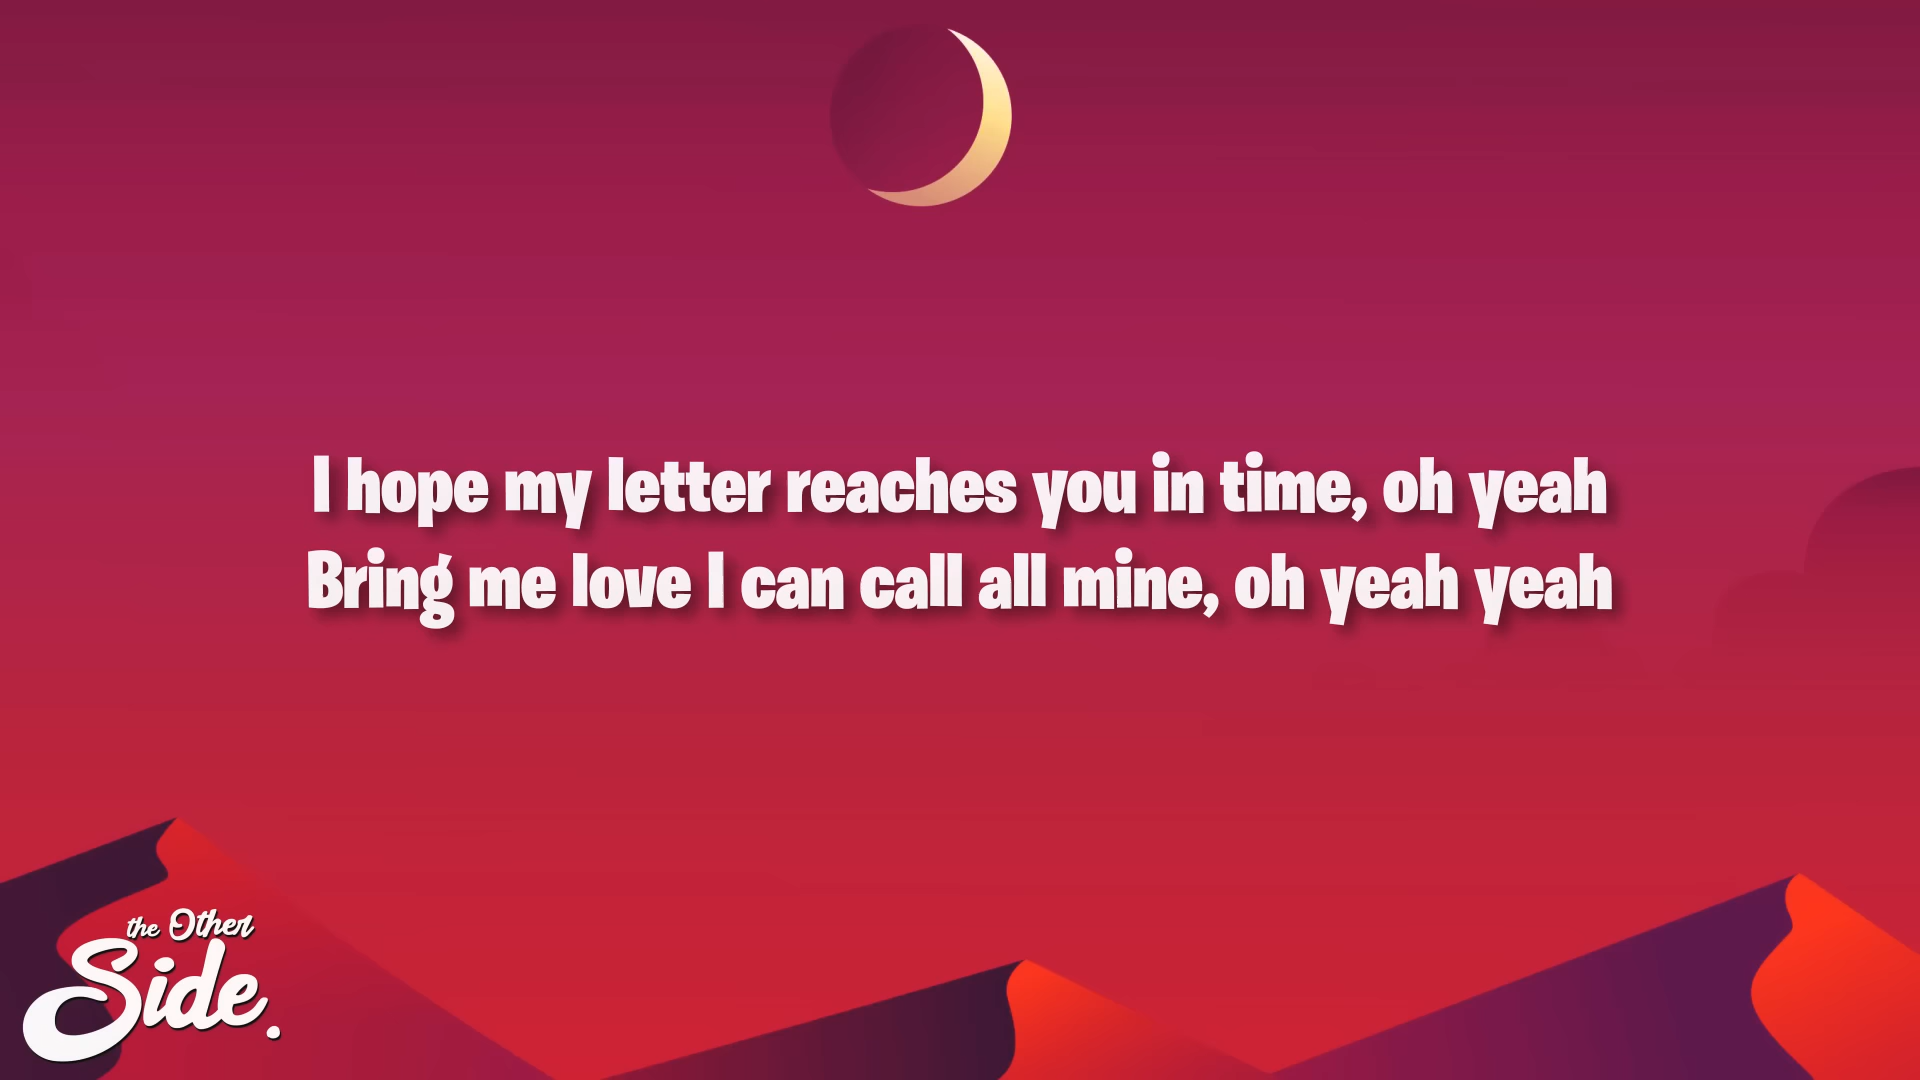 I hope my letter reaches you in time, oh yeah
Bring me love I can call all mine, oh yeah yeah
the Other
Side.